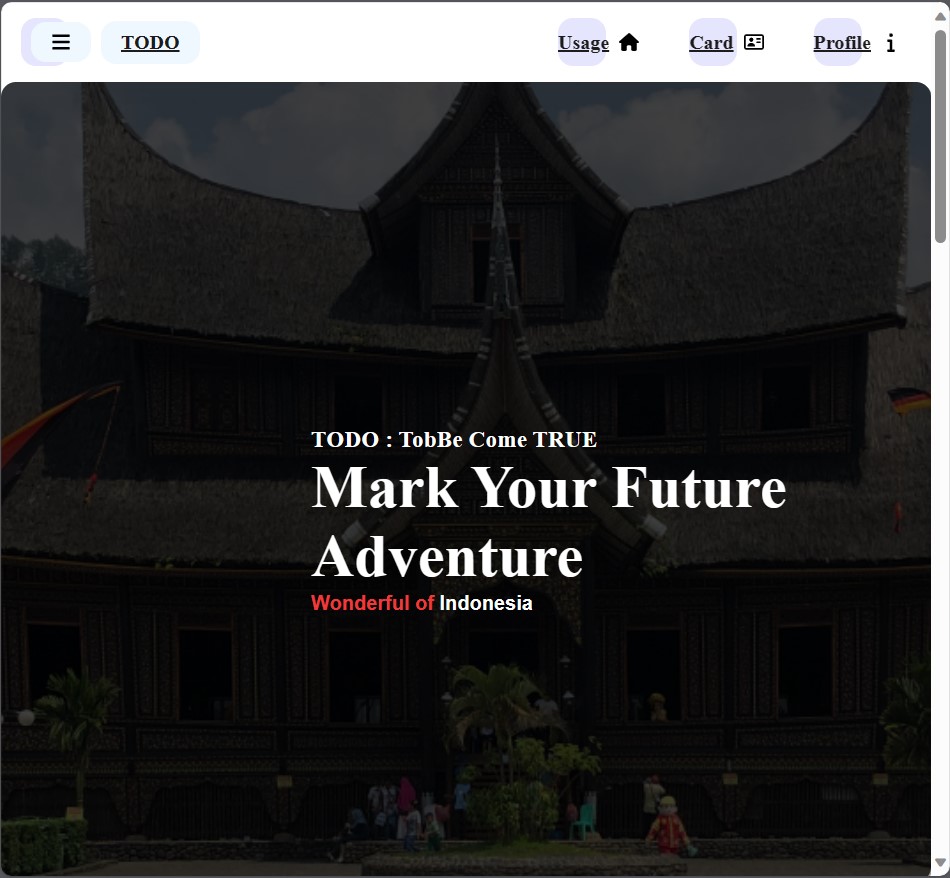 TODO
Usage
Card
Profile
TODO : TobBe Come TRUE
Mark Your Future
Adventure
Wonderful of Indonesia